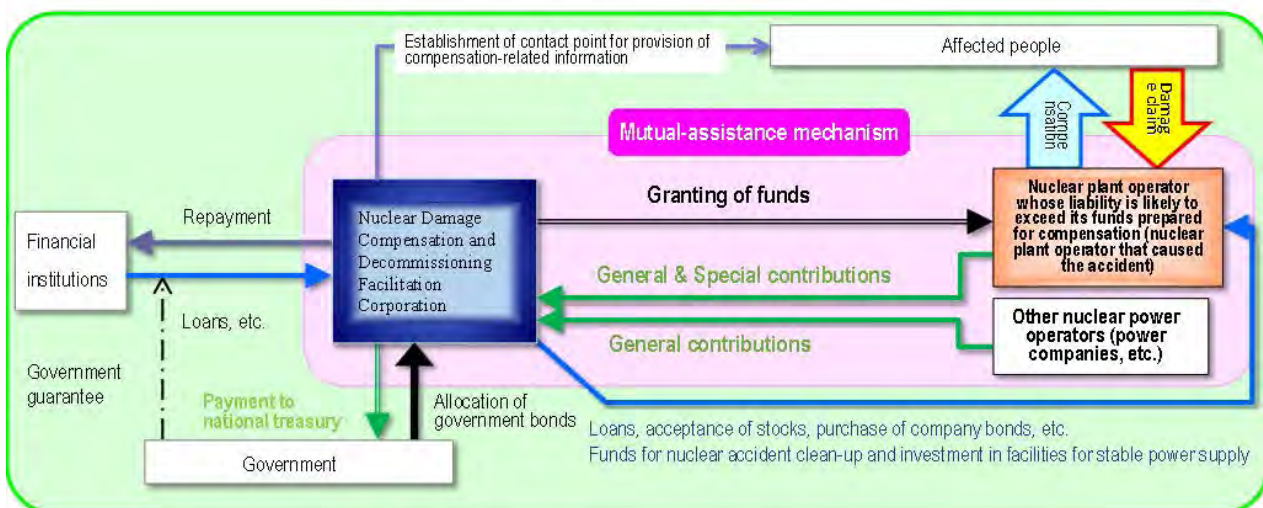 Establishment of contact point for provision of
compensation-related information
Affected people
Compe
nsation
Damag
e claim
Mutual-assistance mechanism
Granting of funds
Nuclear plant operator
whose liability is likely to
exceed its funds prepared
for compensation (nuclear
plant operator that caused
the accident)
Repayment
Financial
institutions
Nuclear Damage
Compensation and
Decommissioning
Facilitation
Corporation
General & Special contributions
Loans, etc.
Other nuclear power
operators (power
companies, etc.)
General contributions
Government
guarantee
Payment to
national treasury
Allocation of
government bonds
Government
Loans, acceptance of stocks, purchase of company bonds, etc.
Funds for nuclear accident clean-up and investment in facilities for stable power supply